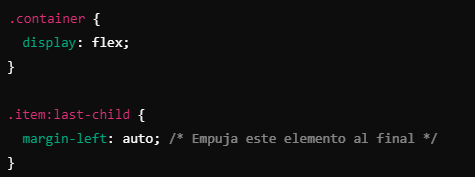 .container {
  display: flex;
}

.item:last-child {
  margin-left: auto; /* Empuja este elemento al final */
}